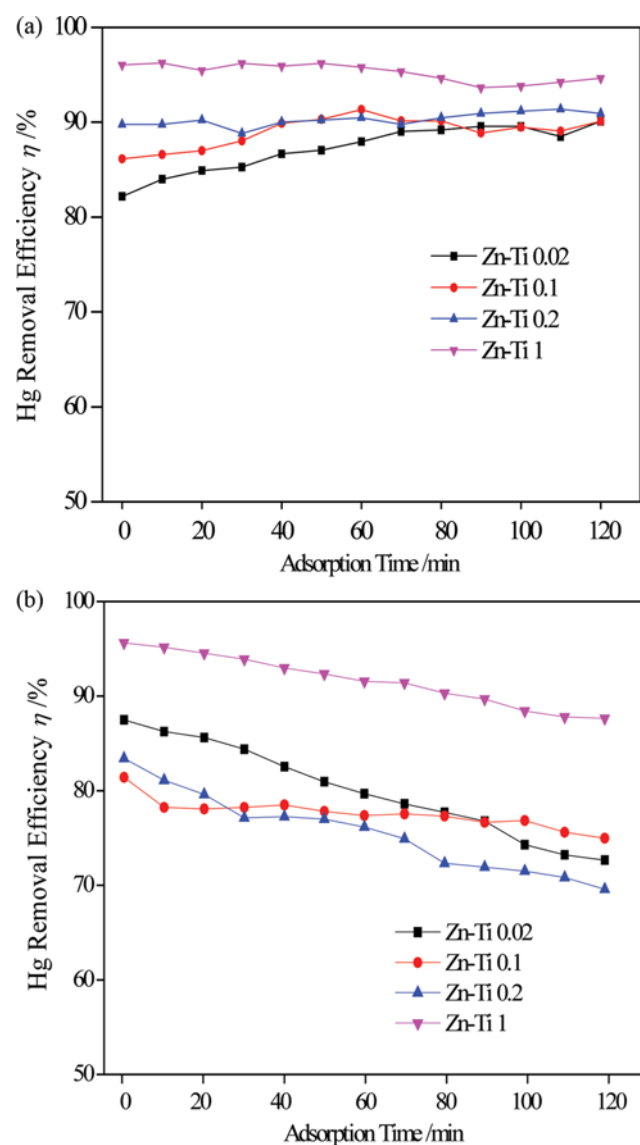 (a)
100
90
80
70
60
50
Hg Removal Efficiency η /%
Zn-Ti 0.02
Zn-Ti 0.1
Zn-Ti 0.2
Zn-Ti 1
0 20 40 60 80 100 120
Adsorption Time /min
(b)
100
90
80
70
60
50
Hg Removal Efficiency η /%
Zn-Ti 0.02
Zn-Ti 0.1
Zn-Ti 0.2
Zn-Ti 1
0 20 40 60 80 100 120
Adsorption Time /min